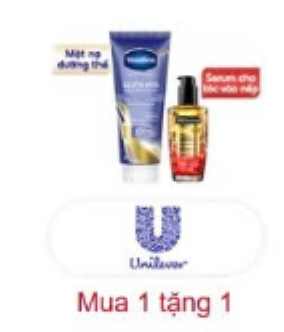 Mặt nạ
dưỡng thể
Vaseline
Serum cho
tóc vào nếp
Unilever
Mua 1 tặng 1